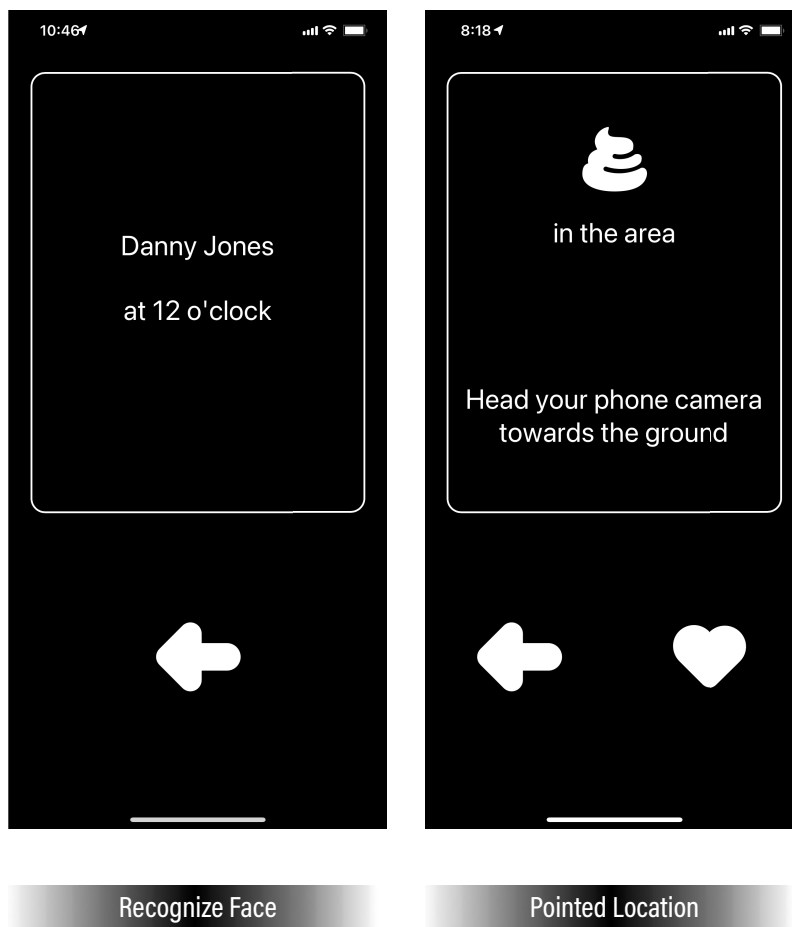 10:46
Danny Jones
at 12 o'clock
Recognize Face
8:18
in the area
Head your phone camera
towards the ground
Pointed Location